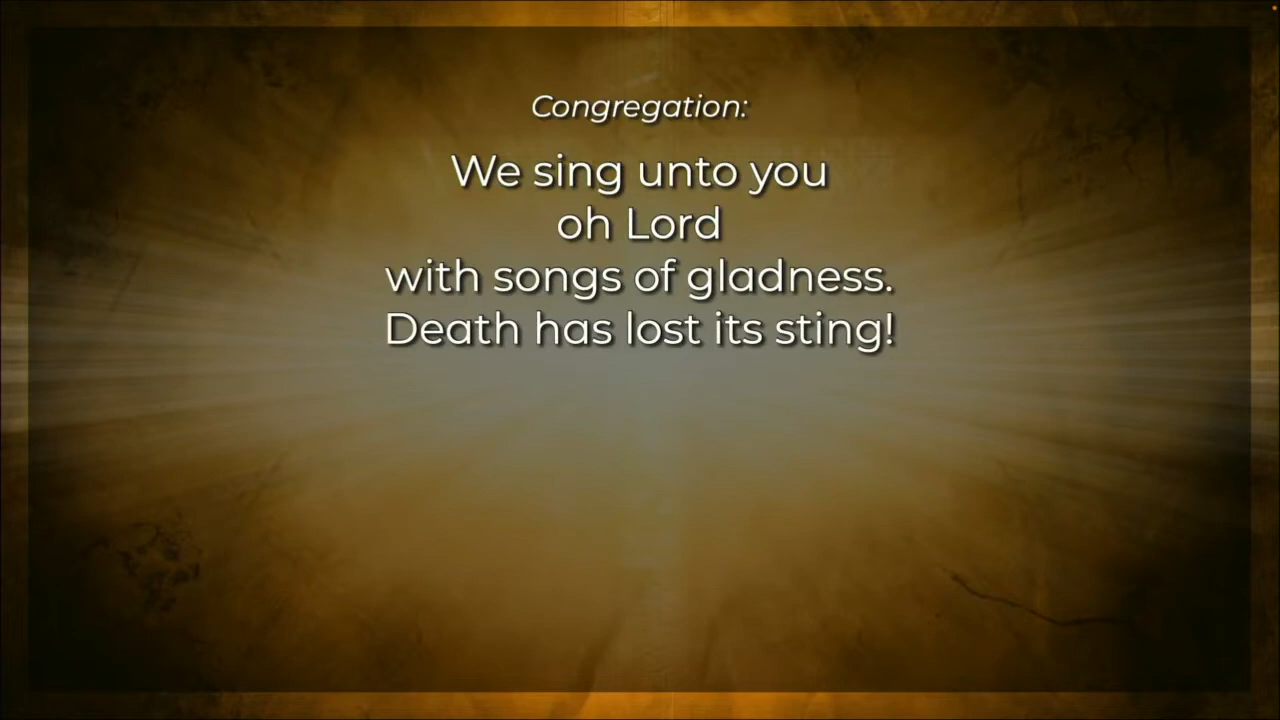 Congregation:
We sing unto you
oh Lord
with songs of gladness.
Death has lost its sting!